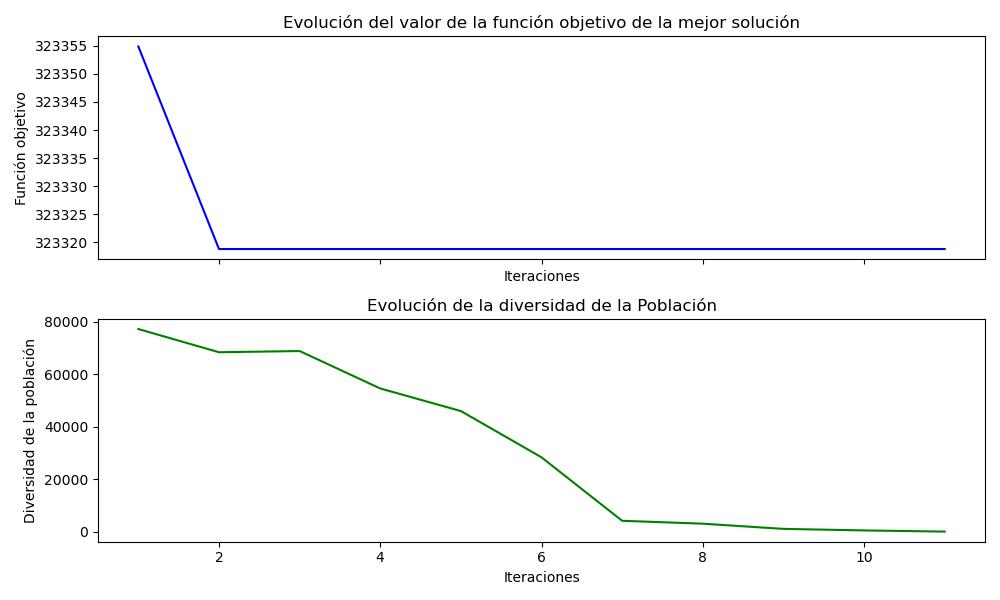 Evolución del valor de la función objetivo de la mejor solución
Función objetivo
323355
323350
323345
323340
323335
323330
323325
323320
Iteraciones
Evolución de la diversidad de la Población
Diversidad de la población
80000
60000
40000
20000
0
2 4 6 8 10
Iteraciones